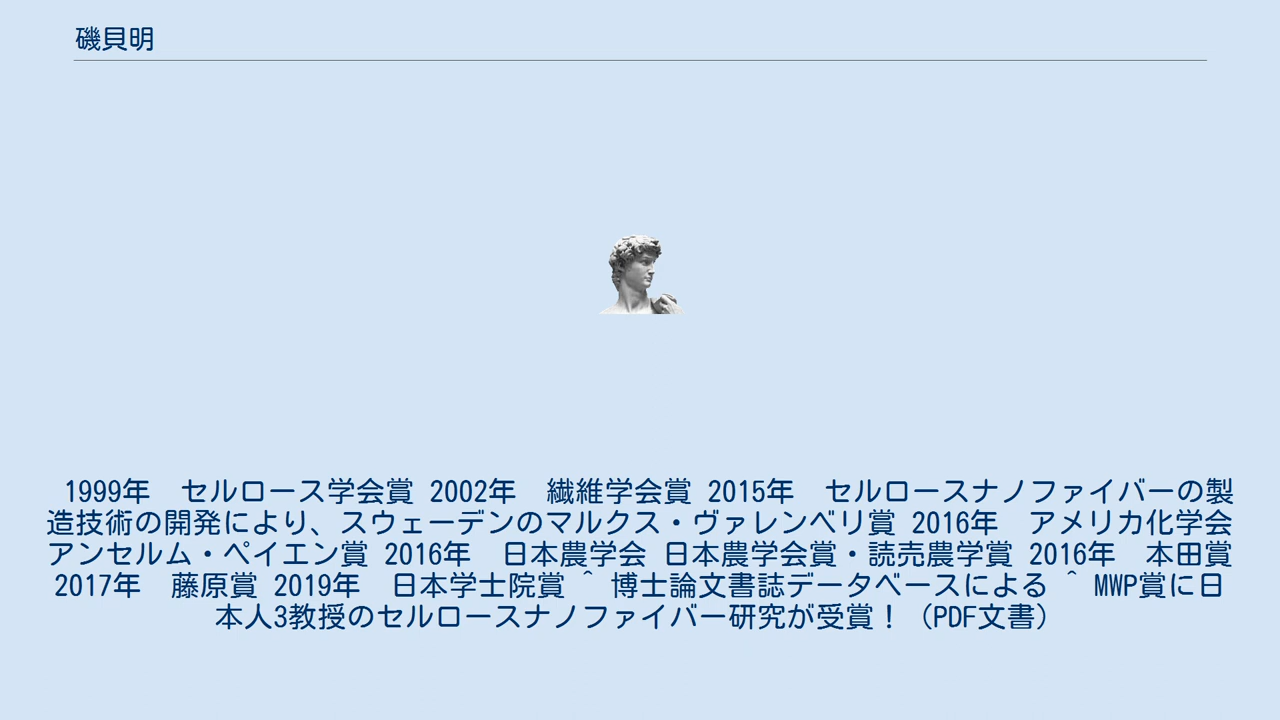 磯貝明
1999年　セルロース学会賞 2002年　繊維学会賞 2015年　セルロースナノファイバーの製
造技術の開発により、スウェーデンのマルクス・ヴァレンベリ賞 2016年　アメリカ化学会
アンセルム・ペイエン賞 2016年　日本農学会 日本農学会賞・読売農学賞 2016年　本田賞
2017年　藤原賞 2019年　日本学士院賞 ^ 博士論文書誌データベースによる ^ MWP賞に日
本人3教授のセルロースナノファイバー研究が受賞！（PDF文書）